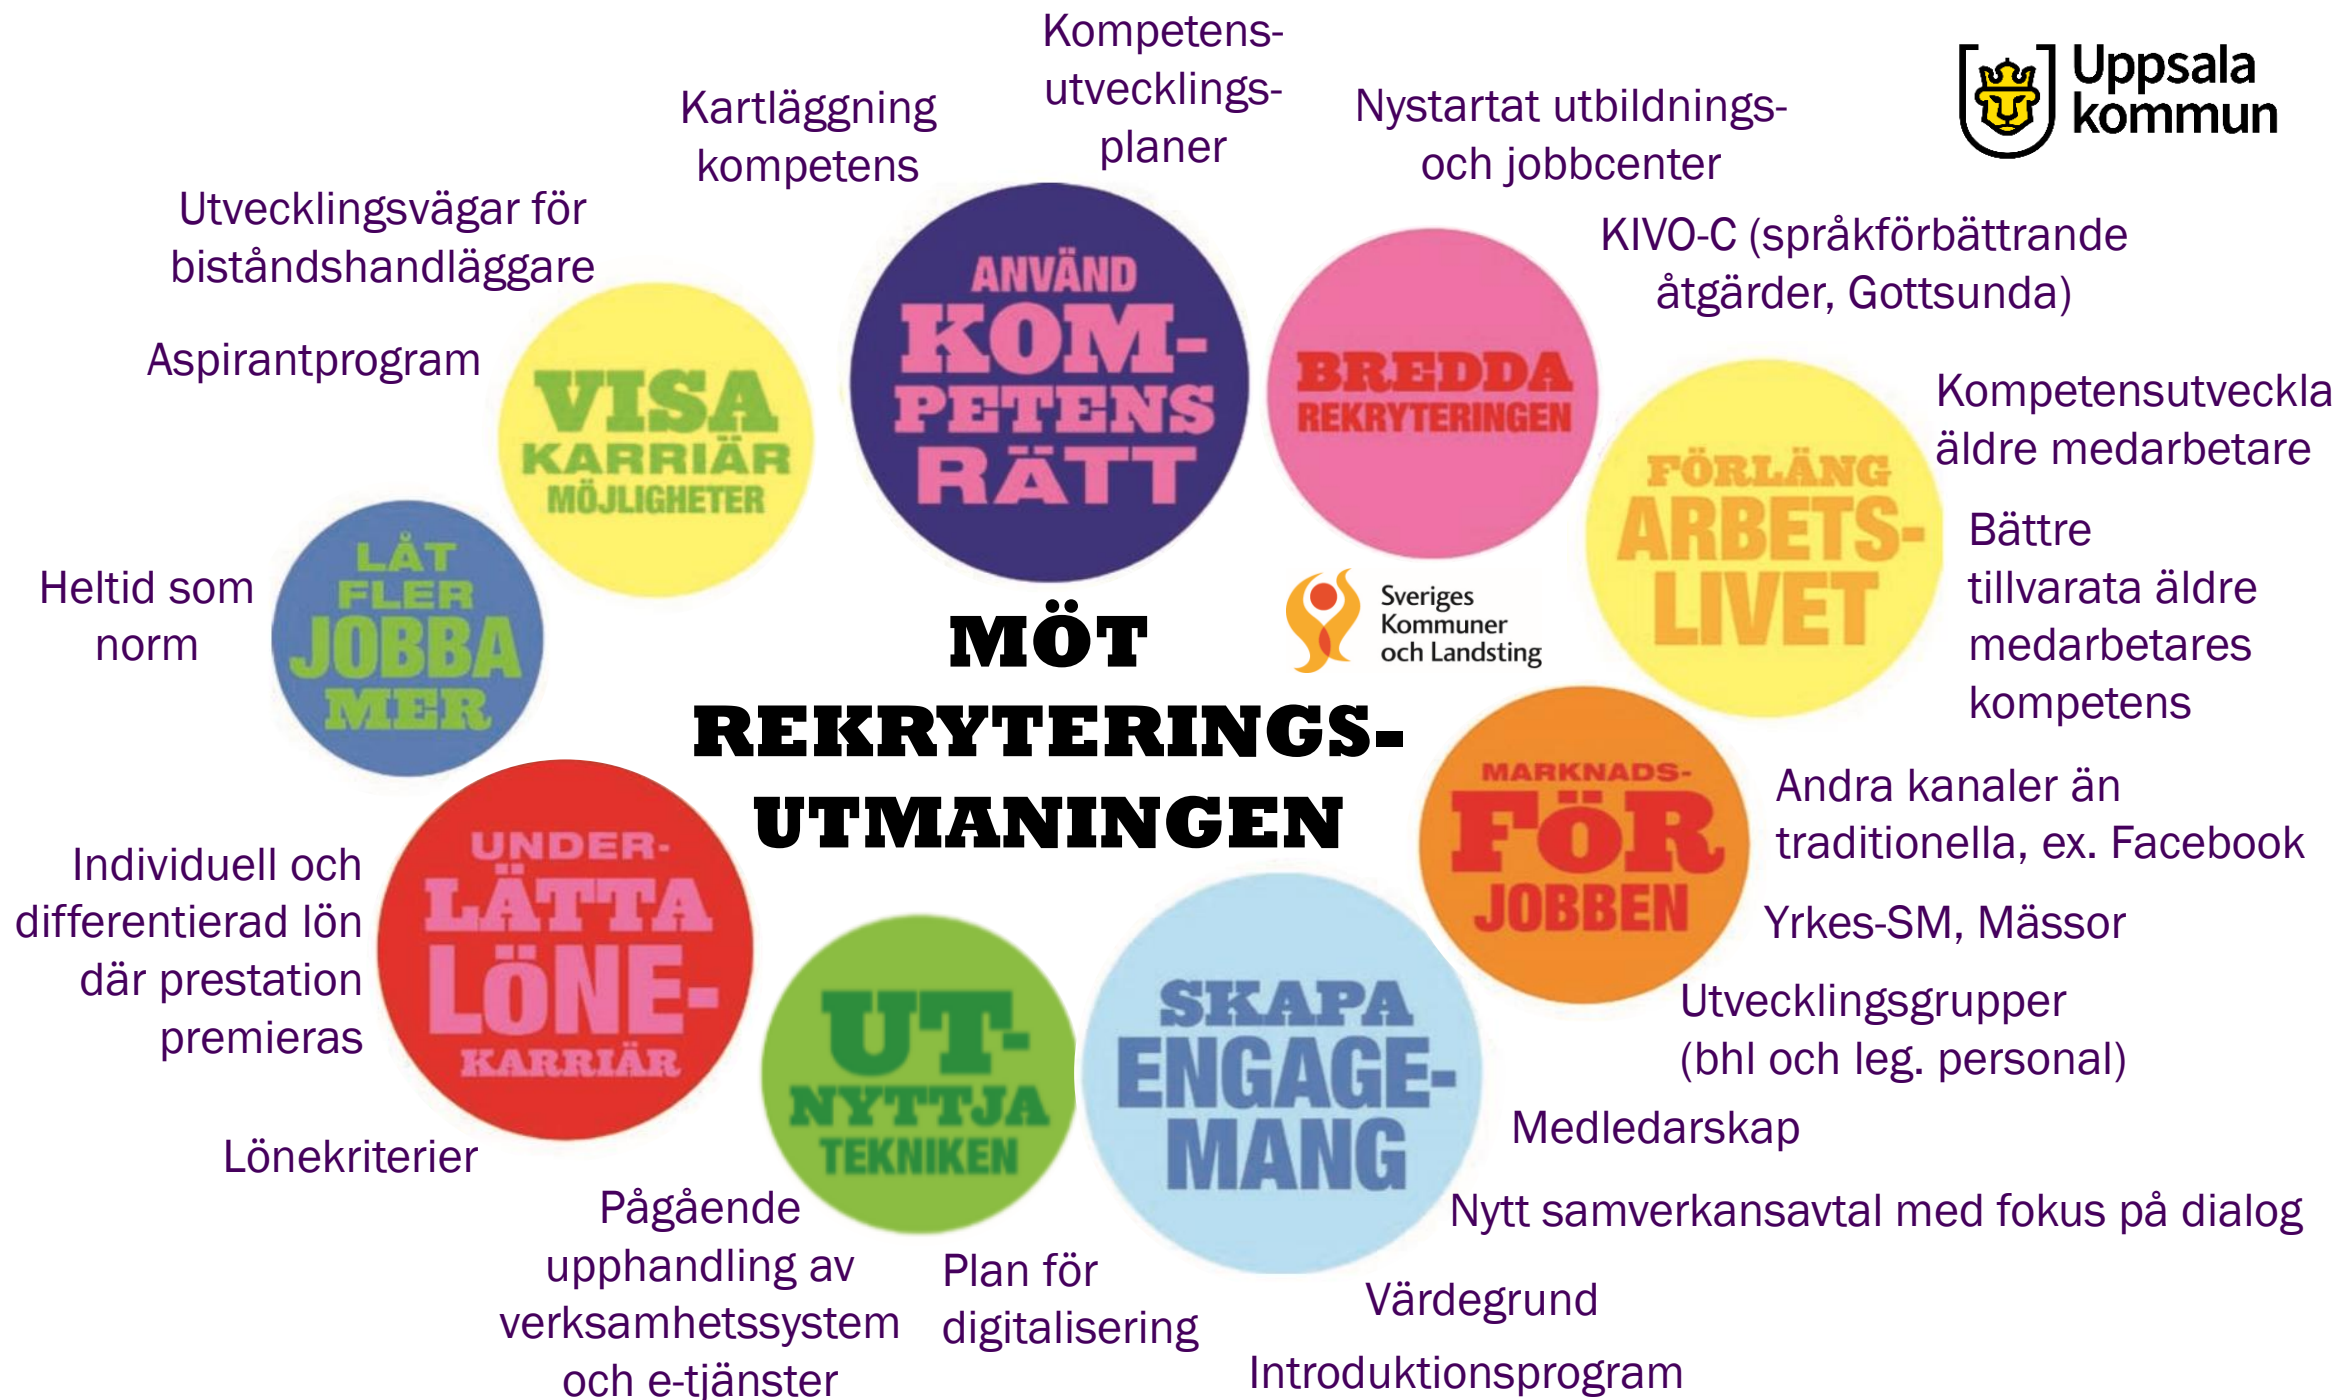 Kompetens-
utvecklings-
planer
Uppsala
kommun
Kartläggning
kompetens
Nystartat utbildnings-
och jobbcenter
Utvecklingsvägar för
biståndshandläggare
KIVO-C (språkförbättrande
åtgärder, Gottsunda)
Aspirantprogram
VISA
KARRIÄR
MÖJLIGHETER
ANVÄND
KOM-
PETENS
RÄTT
BREDDA
REKRYTERINGEN
FÖRLÄNG
ARBETS-
LIVET
Kompetensutveckla
äldre medarbetare
Bättre
tillvarata äldre
medarbetares
kompetens
Heltid som
norm
LÅT
FLER
JOBBA
MER
MÖT
REKRYTERINGS-
UTMANINGEN
Sveriges
Kommuner
och Landsting
MARKNADS-
FÖR
JOBBEN
Andra kanaler än
traditionella, ex. Facebook
Yrkes-SM, Mässor
Individuell och
differentierad lön
där prestation
premieras
UNDER-
LÄTTA
LÖNE-
KARRIÄR
Lönekriterier
UT-
NYTTJA
TEKNIKEN
SKAPA
ENGAGE-
MANG
Utvecklingsgrupper
(bhl och leg. personal)
Medledarskap
Nytt samverkansavtal med fokus på dialog
Pågående
upphandling av
verksamhetssystem
och e-tjänster
Plan för
digitalisering
Värdegrund
Introduktionsprogram